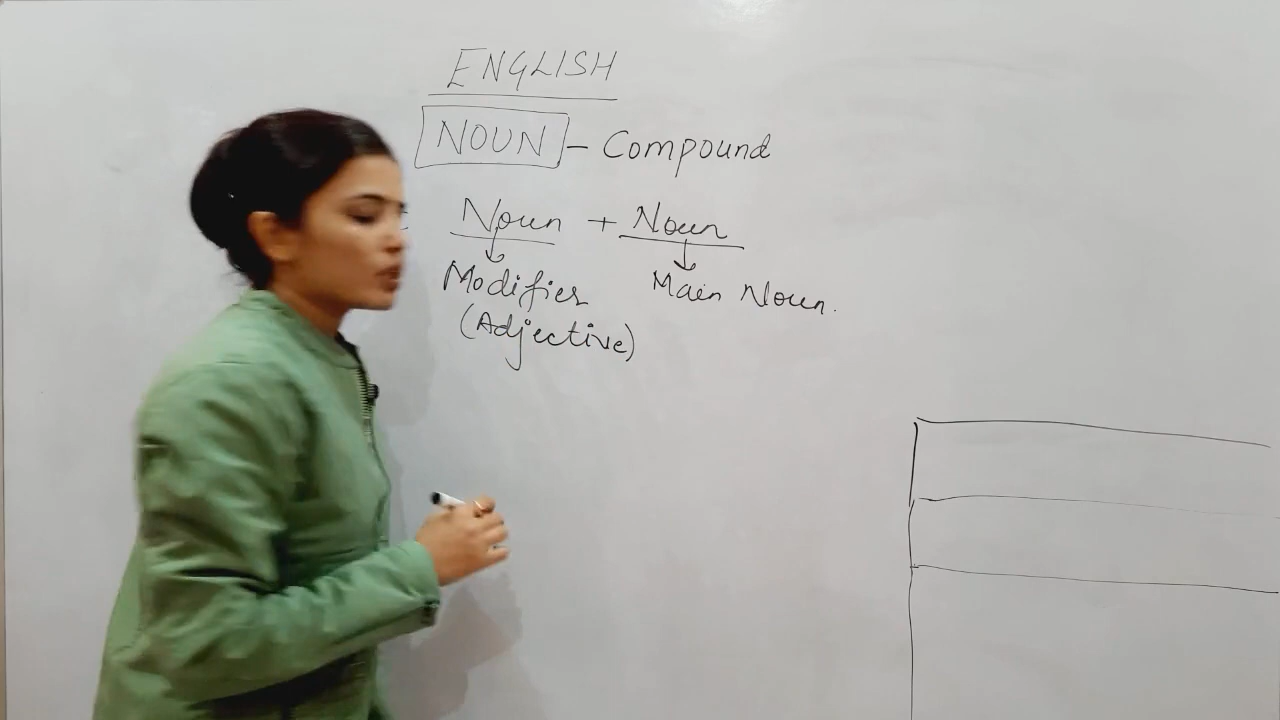 ENGLISH
NOUN - Compound
Noun + Noun
Modifier Main Noun.
(Adjective)